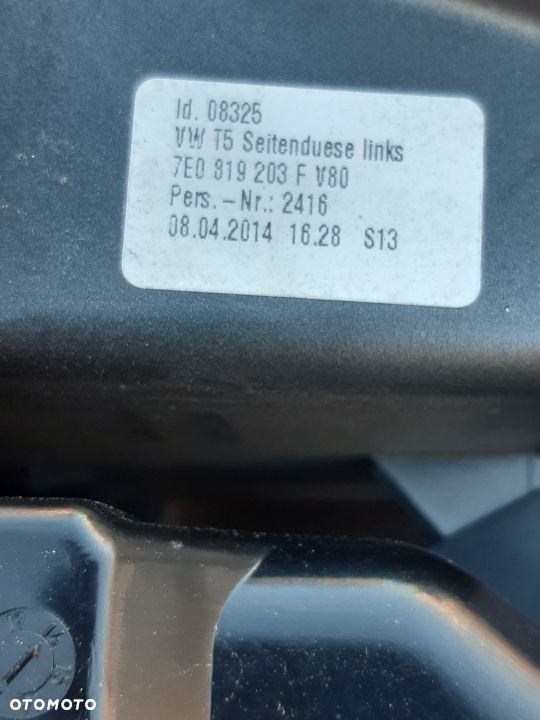 Id. 08325
VW T5 Seitenduese links
7E0 819 203 F V80
Pers.-Nr.: 2416
08.04.2014 16.28 S13
OTOMOTO